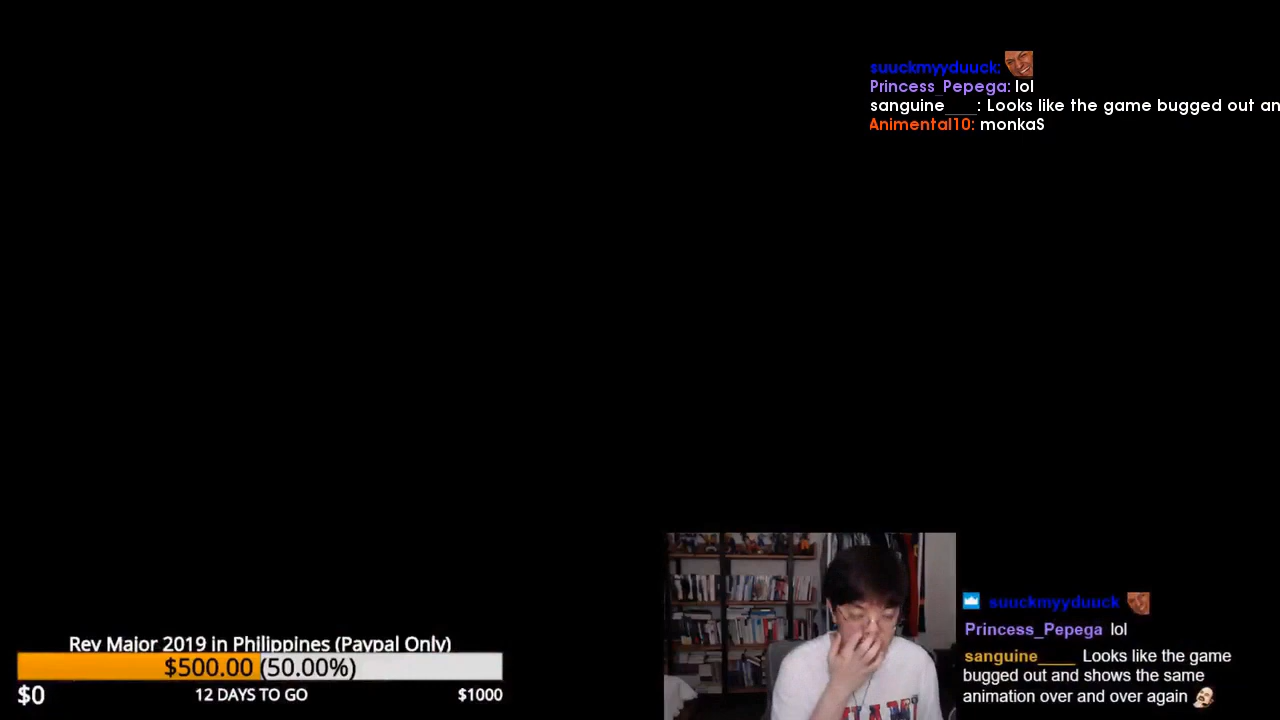 suuckmyyduuck:
Princess_Pepega: lol
sanguine____: Looks like the game bugged out an
Animental10: monkaS
suuckmyyduuck
Princess_Pepega lol
sanguine____ Looks like the game
bugged out and shows the same
animation over and over again
Rev Major 2019 in Philippines (Paypal Only)
$500.00 (50.00%)
$0 12 DAYS TO GO $1000